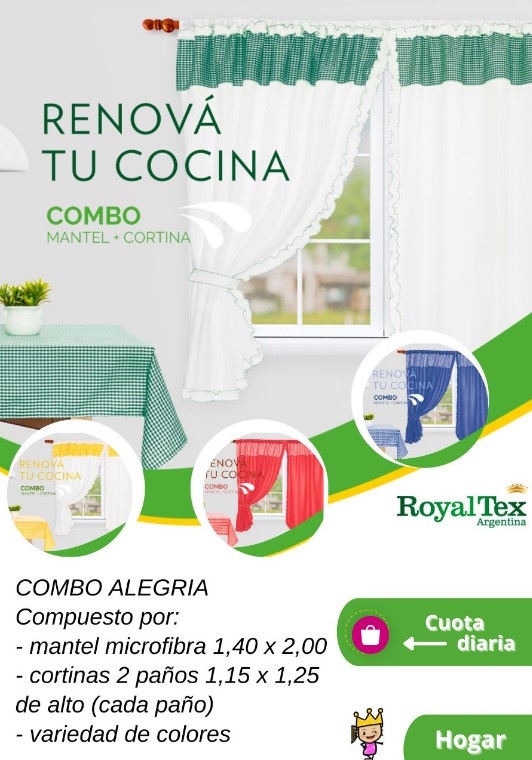 RENOVÁ
TU COCINA
COMBO
MANTEL + CORTINA
RENOVÁ
TU COCINA
COMBO
MANTEL + CORTINA
RENOVÁ
TU COCINA
COMBO
MANTEL + CORTINA
RENOVÁ
TU COCINA
COMBO
MANTEL + CORTINA
RoyalTex
Argentina
COMBO ALEGRIA
Compuesto por:
- mantel microfibra 1,40 x 2,00
- cortinas 2 paños 1,15 x 1,25
de alto (cada paño)
- variedad de colores
Cuota
diaria
Hogar